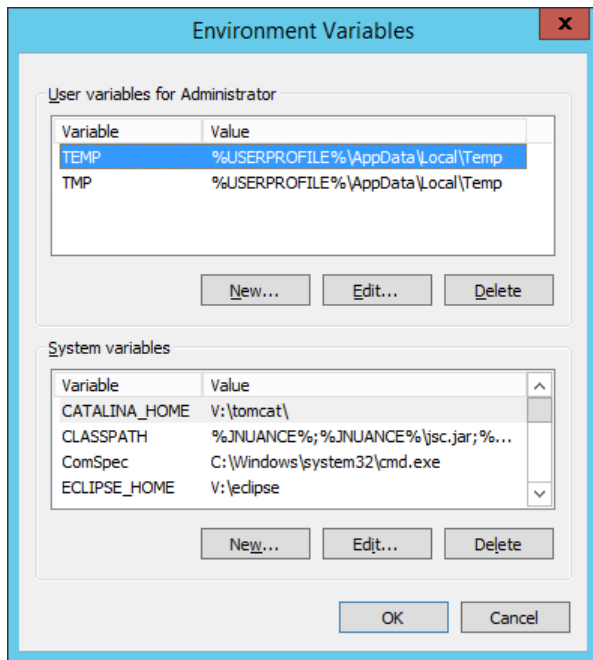 Environment Variables
x
User variables for Administrator
Variable Value
TEMP %USERPROFILE%\AppData\Local\Temp
TMP %USERPROFILE%\AppData\Local\Temp
New... Edit... Delete
System variables
Variable Value
CATALINA_HOME V:\tomcat\
CLASSPATH %JNUANCE%;%JNUANCE%\jsc.jar;%...
ComSpec C:\Windows\system32\cmd.exe
ECLIPSE_HOME V:\eclipse
New... Edit... Delete
OK Cancel